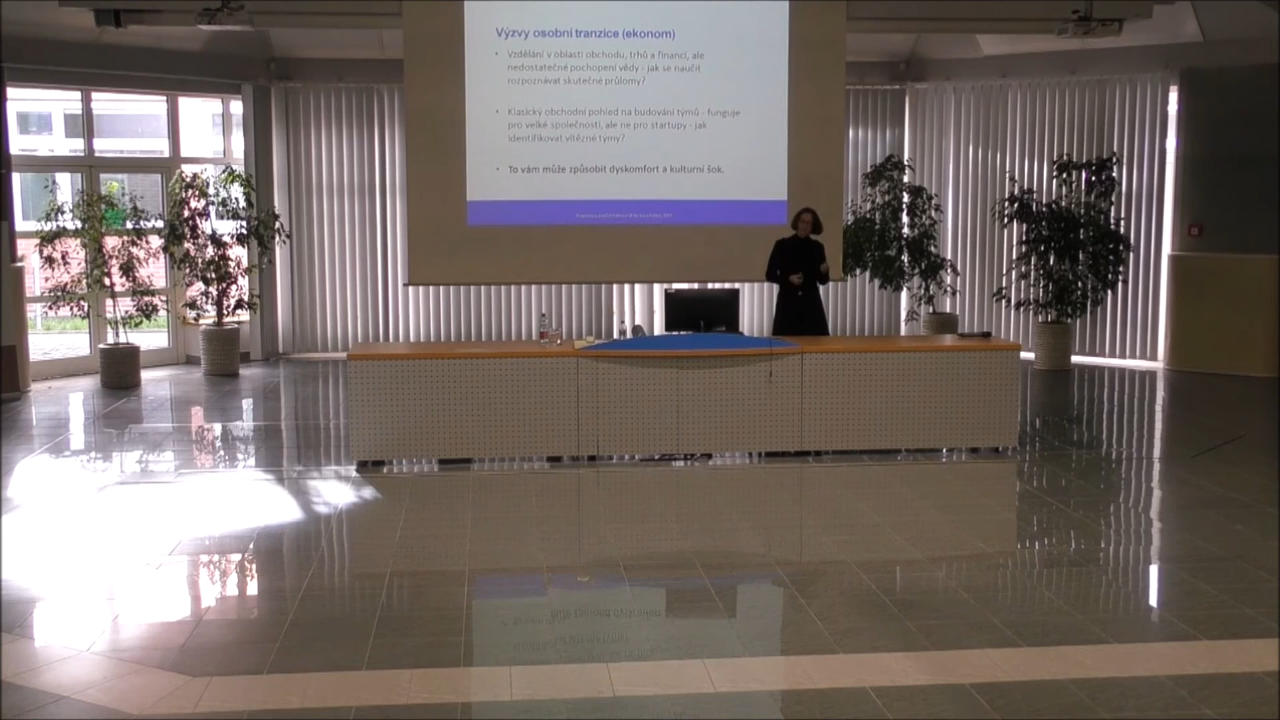 Výzvy osobní tranzice (ekonom)
• Vzdělání v oblasti obchodu, trhů a financí, ale
nedostatečné pochopení vědy - jak se naučit
rozpoznávat skutečné průlomy?
• Klasický obchodní pohled na budování týmů - funguje
pro velké společnosti, ale ne pro startupy - jak
identifikovat vítězné týmy?
• To vám může způsobit dyskomfort a kulturní šok.